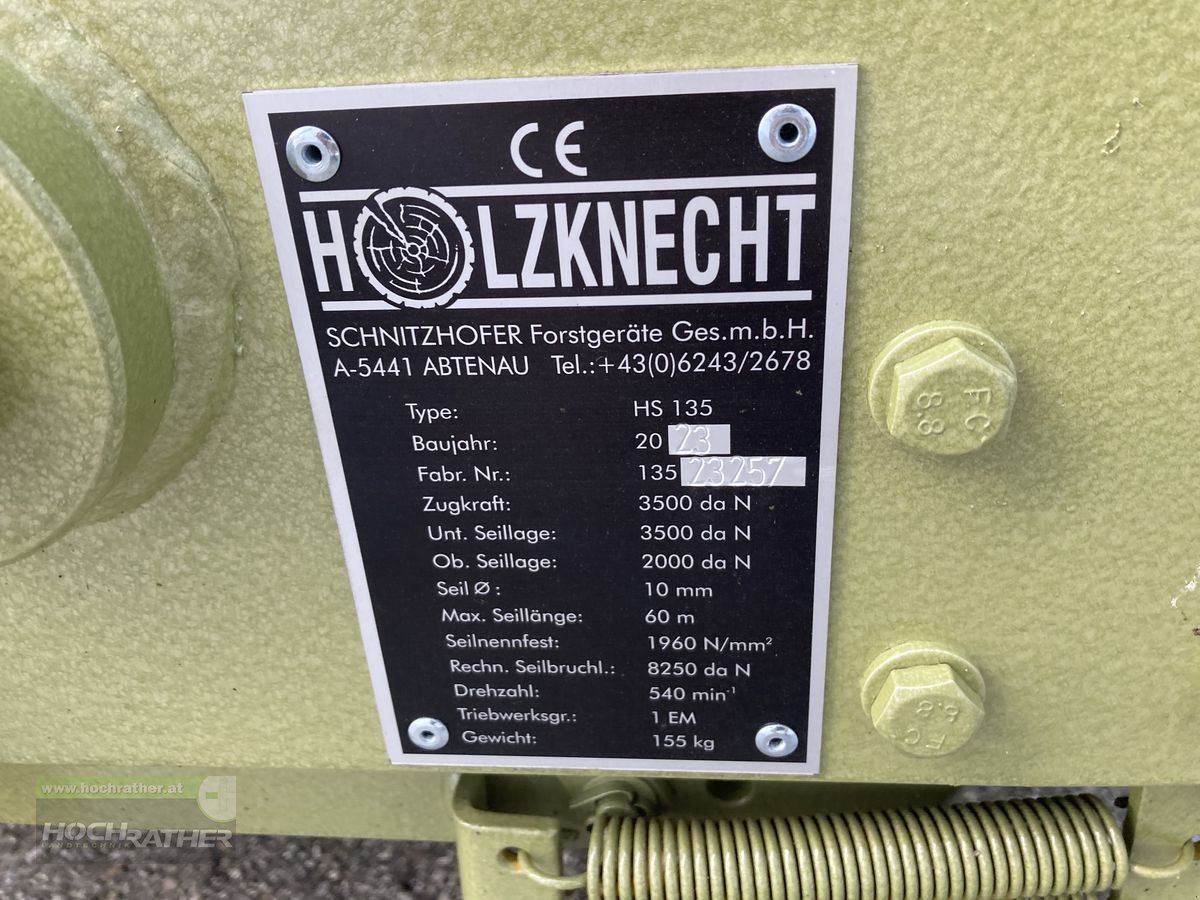 CE
HOLZKNECHT
SCHNITZHOFER Forstgeräte Ges.m.b.H.
A-5441 ABTENAU Tel.:+43(0)6243/2678
Type: HS 135
Baujahr: 20 23
Fabr. Nr.: 135 23257
Zugkraft: 3500 da N
Unt. Seillage: 3500 da N
Ob. Seillage: 2000 da N
Seil Ø : 10 mm
Max. Seillänge: 60 m
Seilnennfest: 1960 N/mm²
Rechn. Seilbruchl.: 8250 da N
Drehzahl: 540 min⁻¹
Triebwerksgr.: 1 EM
Gewicht: 155 kg
FC
8.8
FC
8.8
www.hochrather.at
HOCHRATHER
LANDTECHNIK